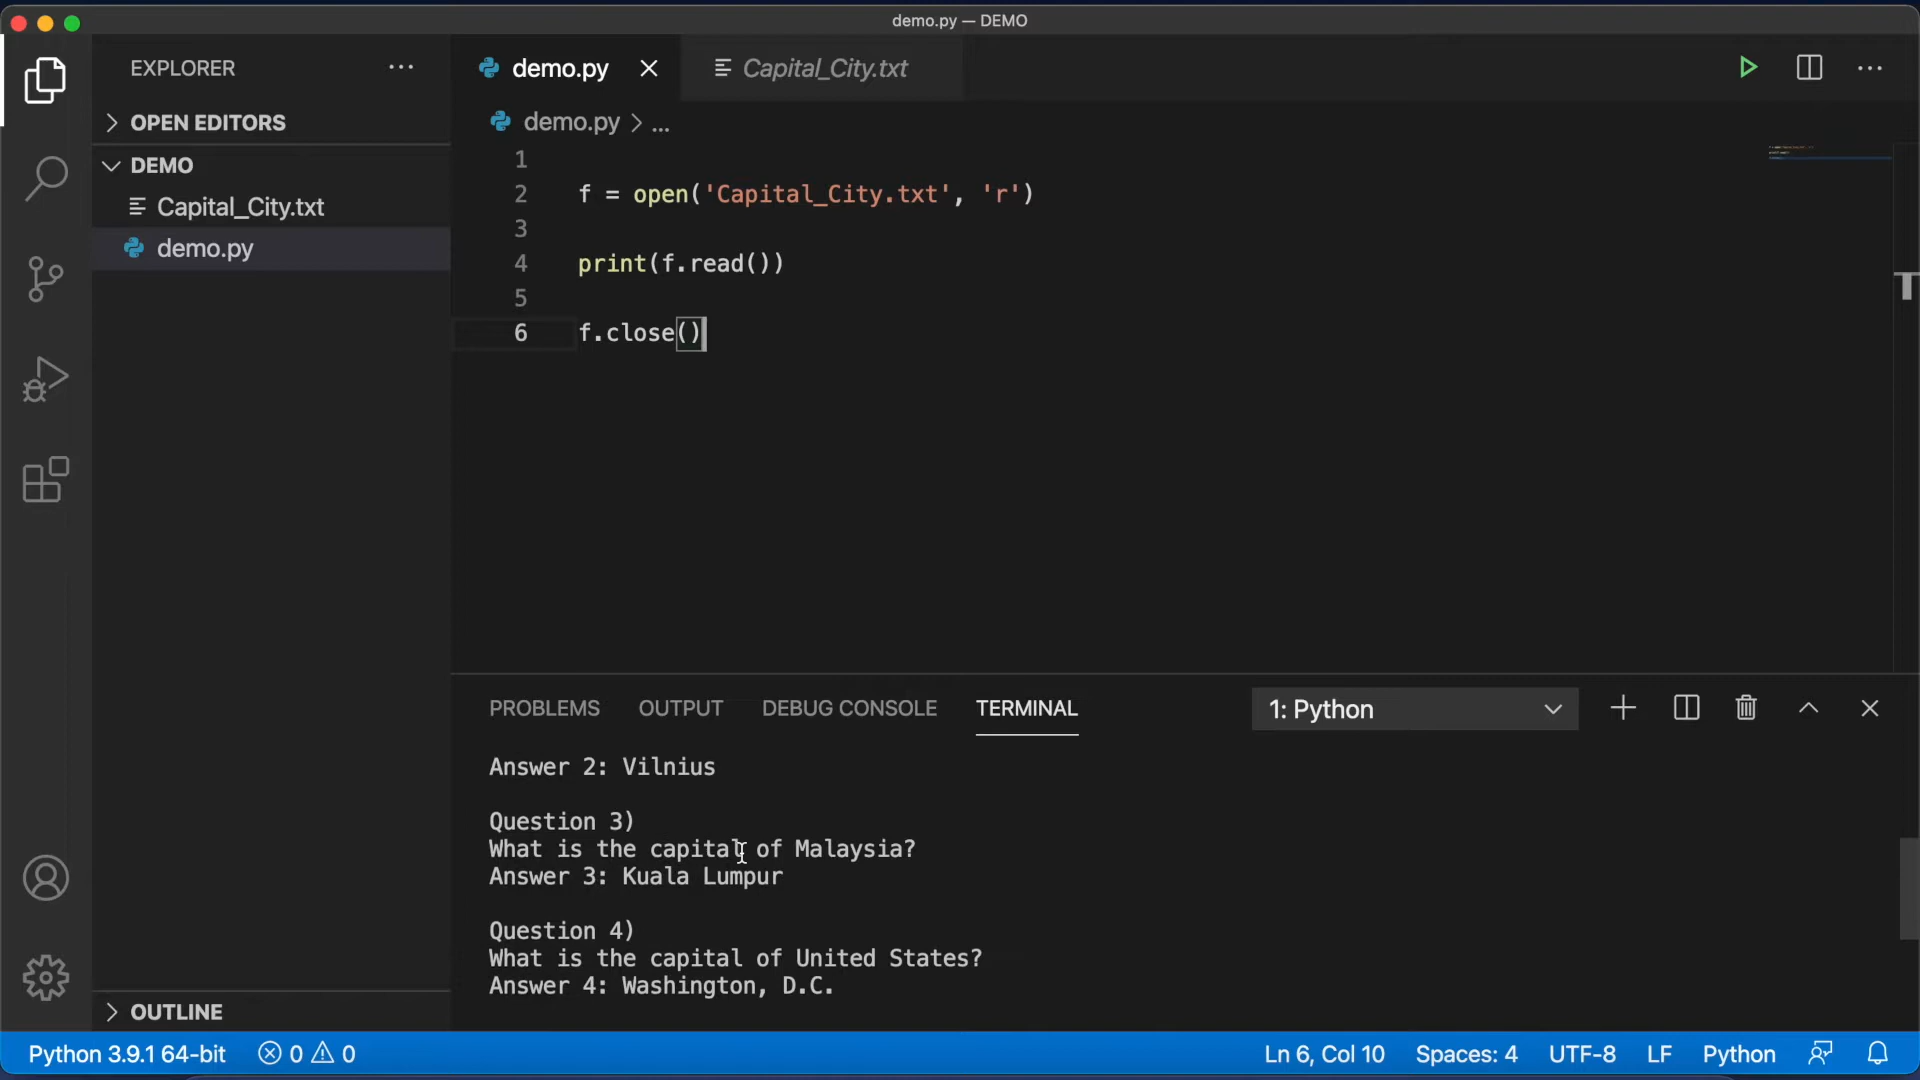 demo.py — DEMO
EXPLORER
OPEN EDITORS
DEMO
Capital_City.txt
demo.py
OUTLINE
demo.py
Capital_City.txt
demo.py > ...
1
2 f = open('Capital_City.txt', 'r')
3
4 print(f.read())
5
6 f.close()
PROBLEMS OUTPUT DEBUG CONSOLE TERMINAL
1: Python
Answer 2: Vilnius
Question 3)
What is the capital of Malaysia?
Answer 3: Kuala Lumpur
Question 4)
What is the capital of United States?
Answer 4: Washington, D.C.
Python 3.9.1 64-bit 0 0 Ln 6, Col 10 Spaces: 4 UTF-8 LF Python